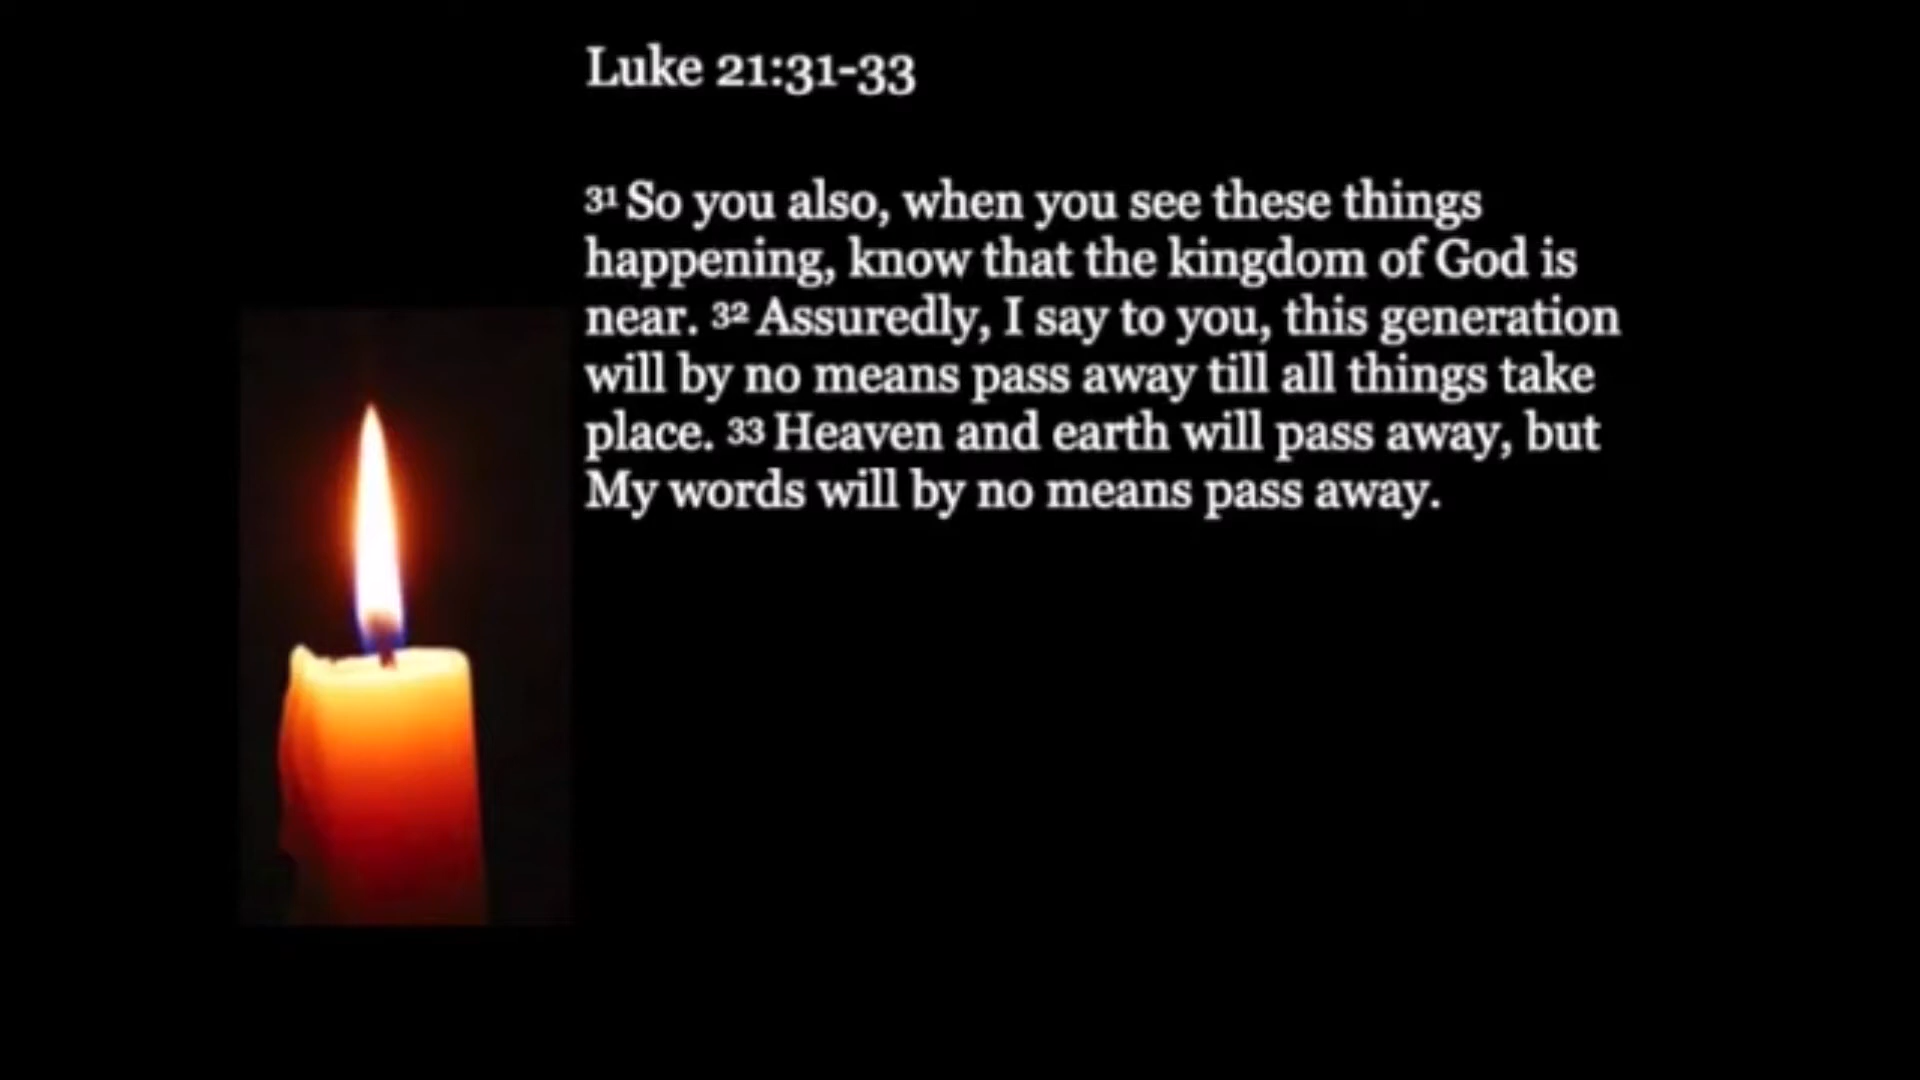 Luke 21:31-33
31 So you also, when you see these things
happening, know that the kingdom of God is
near. 32 Assuredly, I say to you, this generation
will by no means pass away till all things take
place. 33 Heaven and earth will pass away, but
My words will by no means pass away.